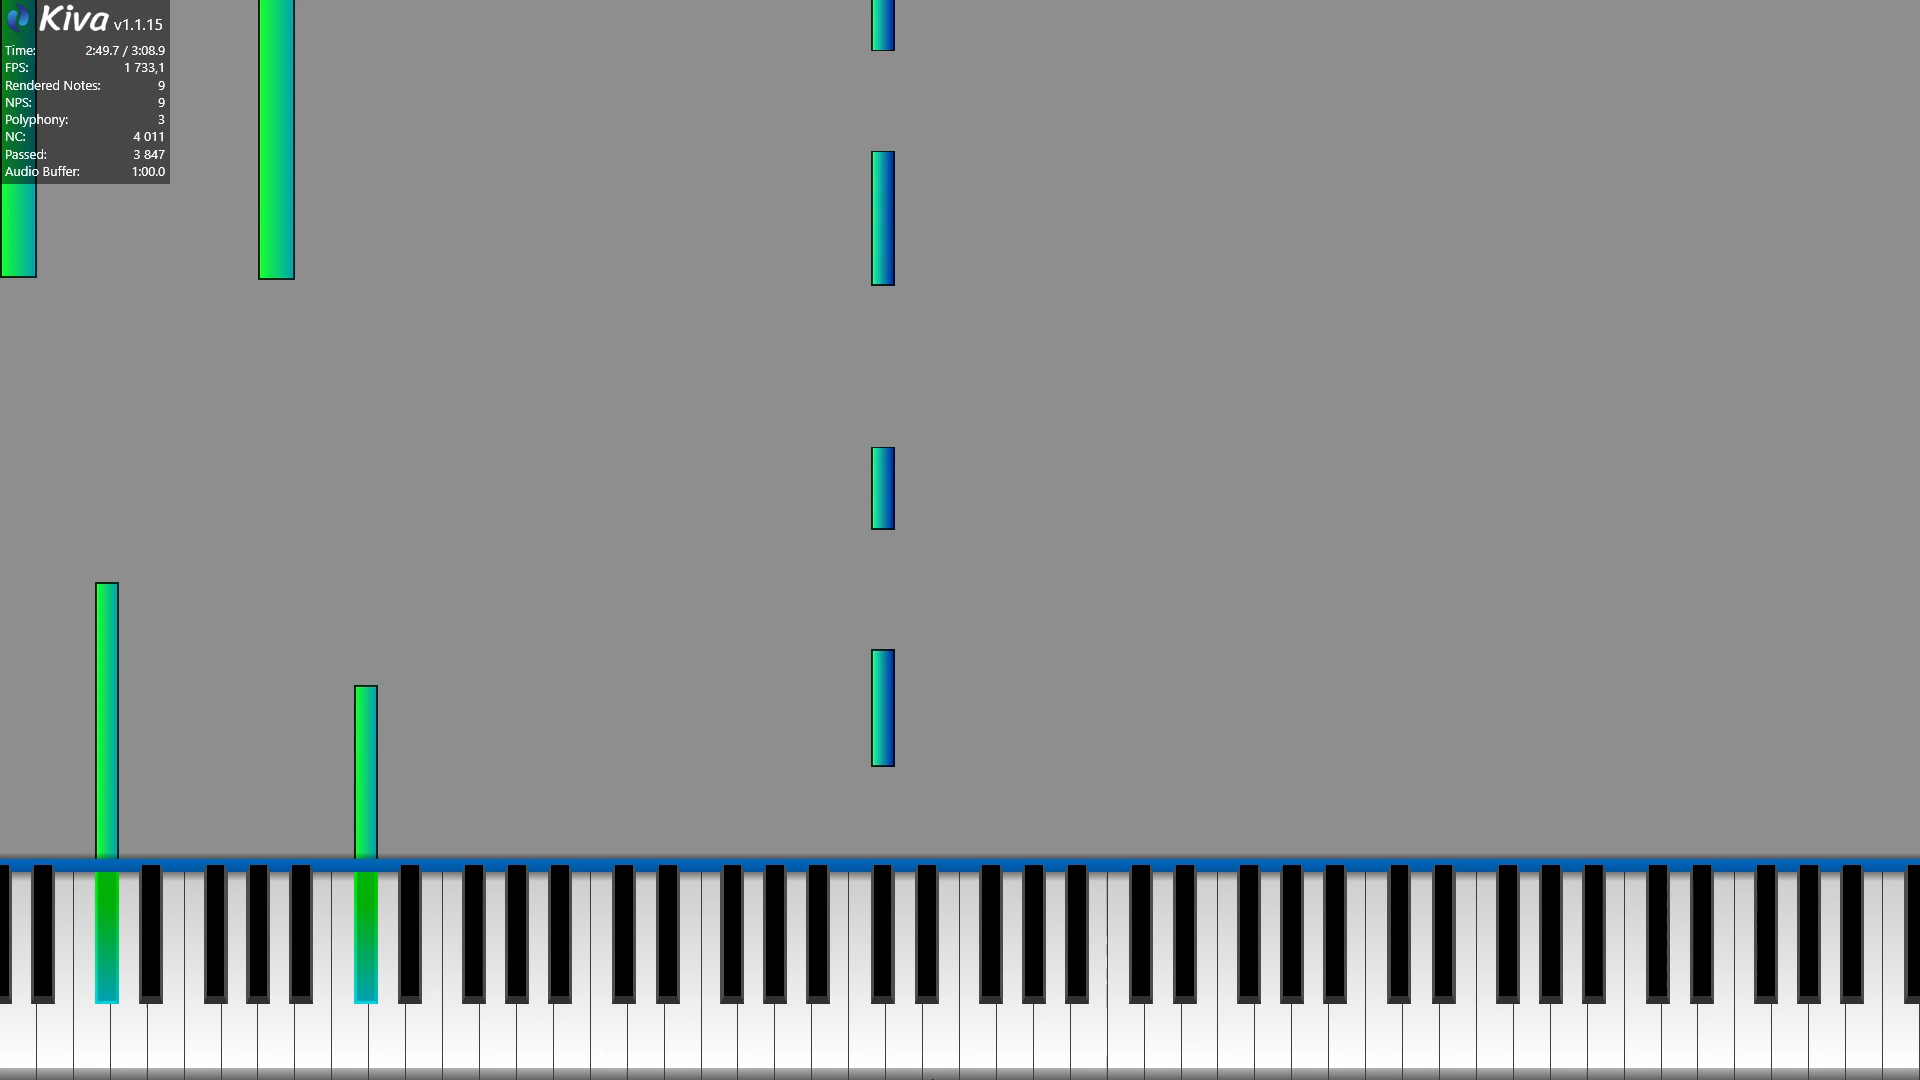 Kiva v1.1.15
Time: 2:49.7 / 3:08.9
FPS: 1 733,1
Rendered Notes: 9
NPS: 9
Polyphony: 3
NC: 4 011
Passed: 3 847
Audio Buffer: 1:00.0